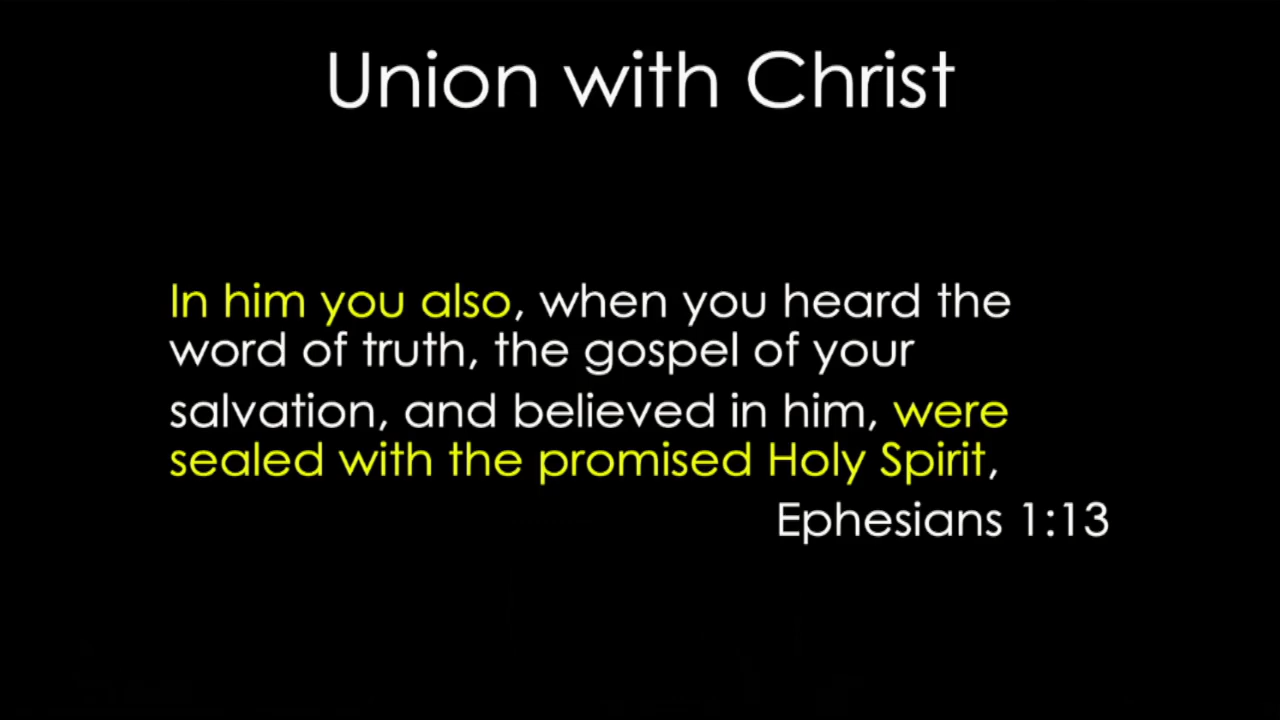 Union with Christ
In him you also, when you heard the
word of truth, the gospel of your
salvation, and believed in him, were
sealed with the promised Holy Spirit,
Ephesians 1:13